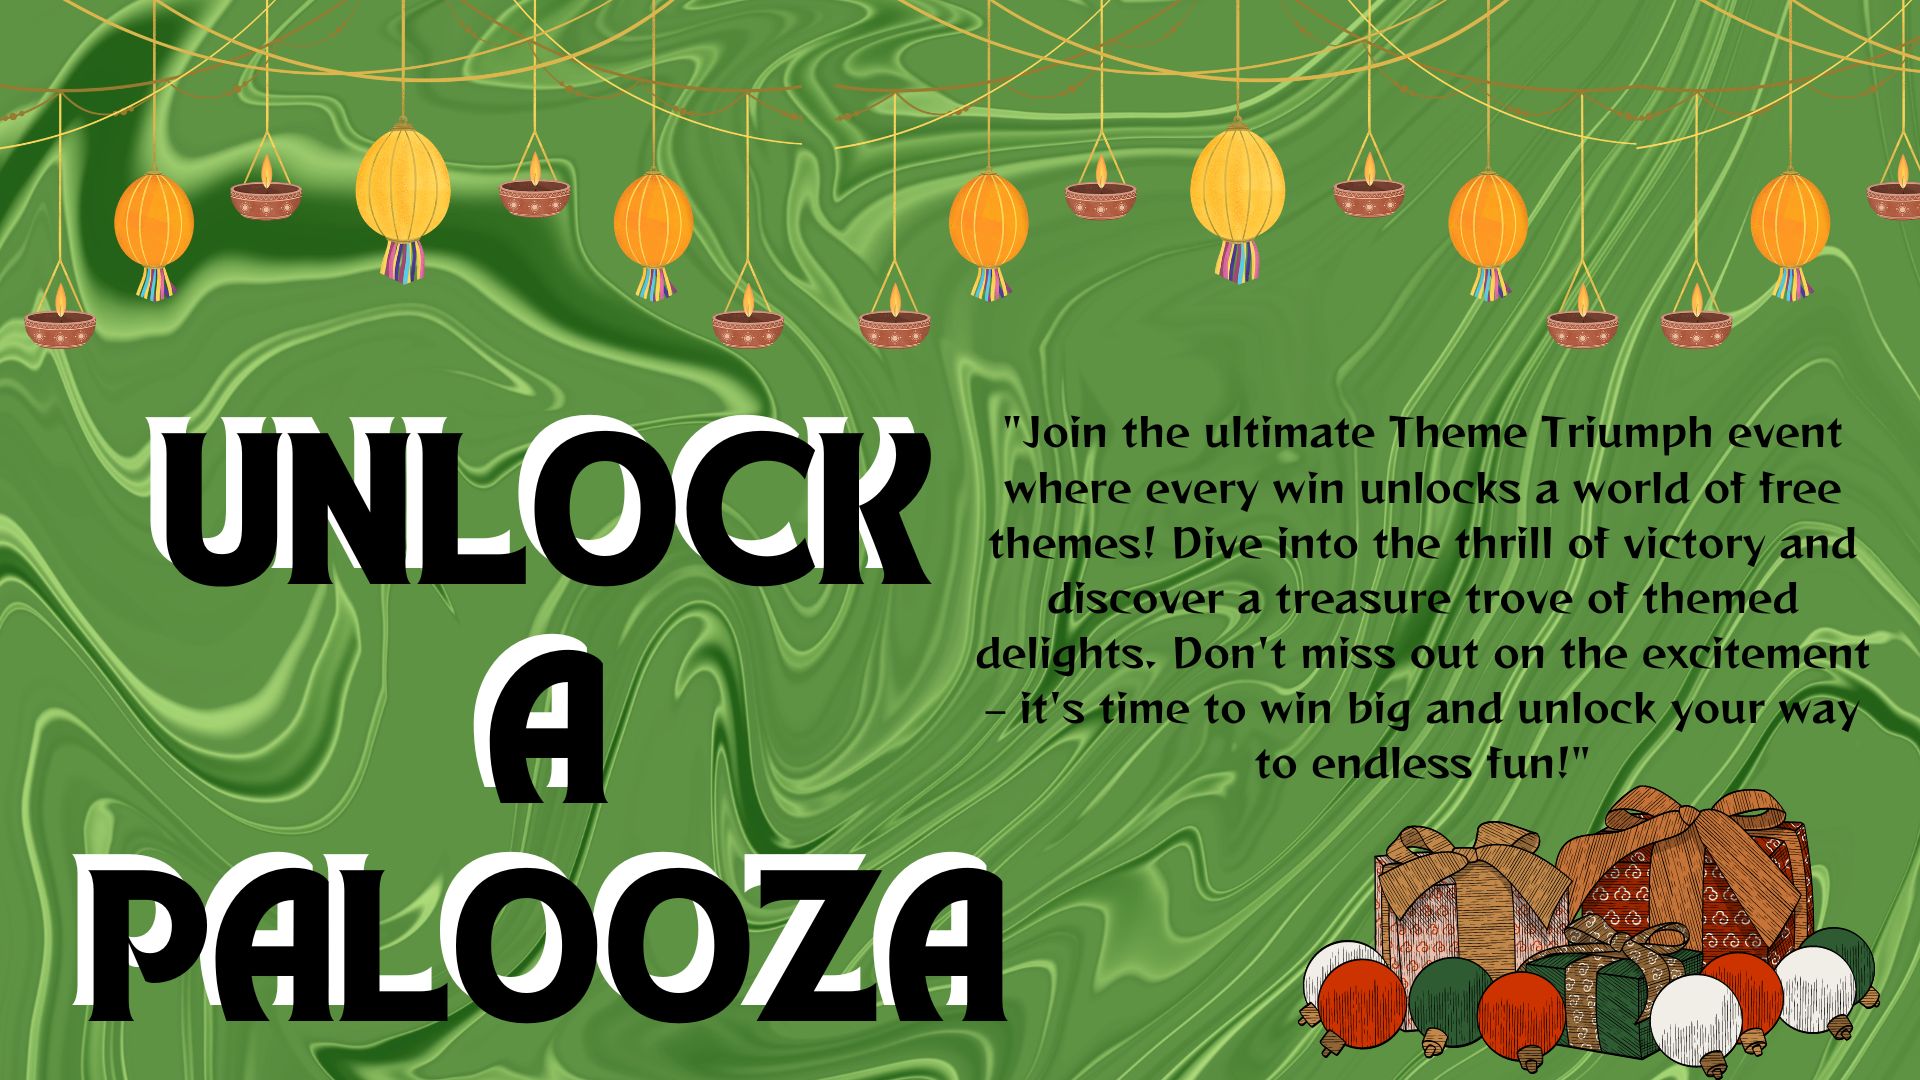 UNLOCK
A
PALOOZA
"Join the ultimate Theme Triumph event
where every win unlocks a world of free
themes! Dive into the thrill of victory and
discover a treasure trove of themed
delights. Don't miss out on the excitement
– it's time to win big and unlock your way
to endless fun!"